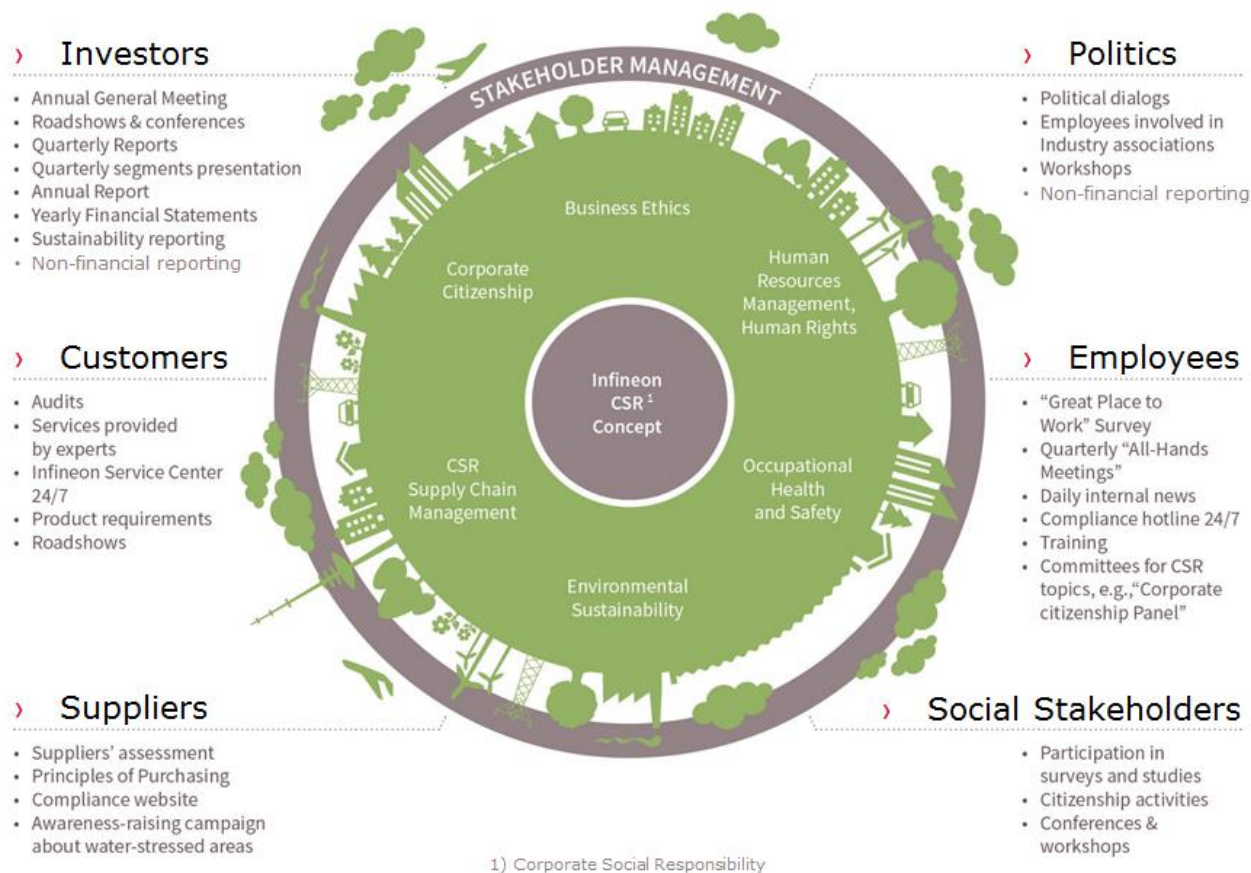 › Investors
• Annual General Meeting
• Roadshows & conferences
• Quarterly Reports
• Quarterly segments presentation
• Annual Report
• Yearly Financial Statements
• Sustainability reporting
• Non-financial reporting
› Customers
• Audits
• Services provided
by experts
• Infineon Service Center
24/7
• Product requirements
• Roadshows
› Suppliers
• Suppliers' assessment
• Principles of Purchasing
• Compliance website
• Awareness-raising campaign
about water-stressed areas
STAKEHOLDER MANAGEMENT
Business Ethics
Corporate
Citizenship
Human
Resources
Management,
Human Rights
Infineon
CSR 1
Concept
CSR
Supply Chain
Management
Occupational
Health
and Safety
Environmental
Sustainability
› Politics
• Political dialogs
• Employees involved in
Industry associations
• Workshops
• Non-financial reporting
› Employees
• “Great Place to
Work” Survey
• Quarterly “All-Hands
Meetings”
• Daily internal news
• Compliance hotline 24/7
• Training
• Committees for CSR
topics, e.g.,“Corporate
citizenship Panel”
› Social Stakeholders
• Participation in
surveys and studies
• Citizenship activities
• Conferences &
workshops
1) Corporate Social Responsibility